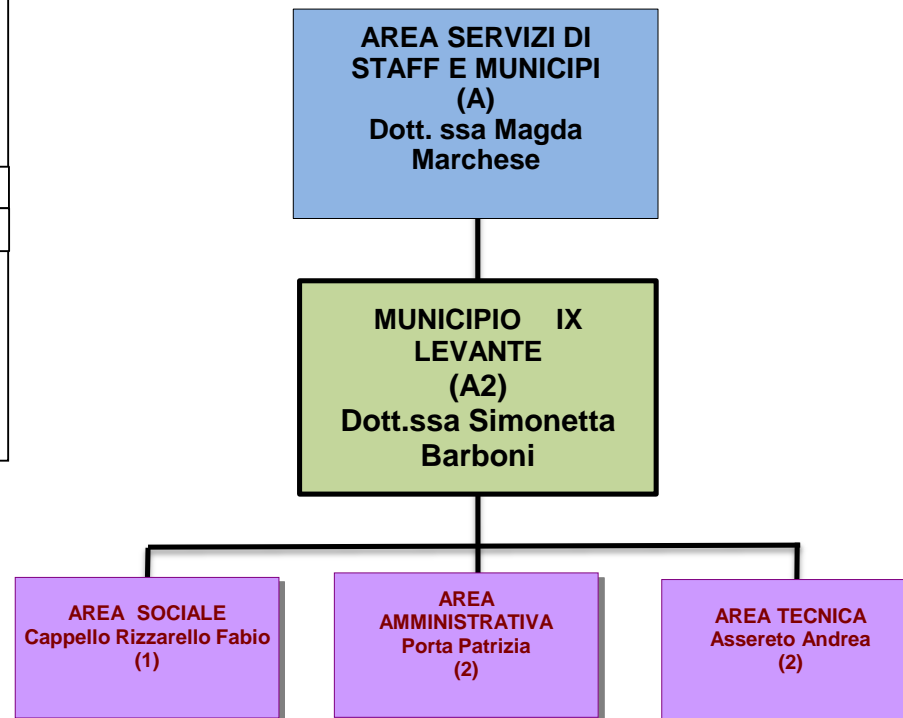 AREA SERVIZI DI
STAFF E MUNICIPI
(A)
Dott. ssa Magda
Marchese
MUNICIPIO IX
LEVANTE
(A2)
Dott.ssa Simonetta
Barboni
AREA SOCIALE
Cappello Rizzarello Fabio
(1)
AREA
AMMINISTRATIVA
Porta Patrizia
(2)
AREA TECNICA
Assereto Andrea
(2)